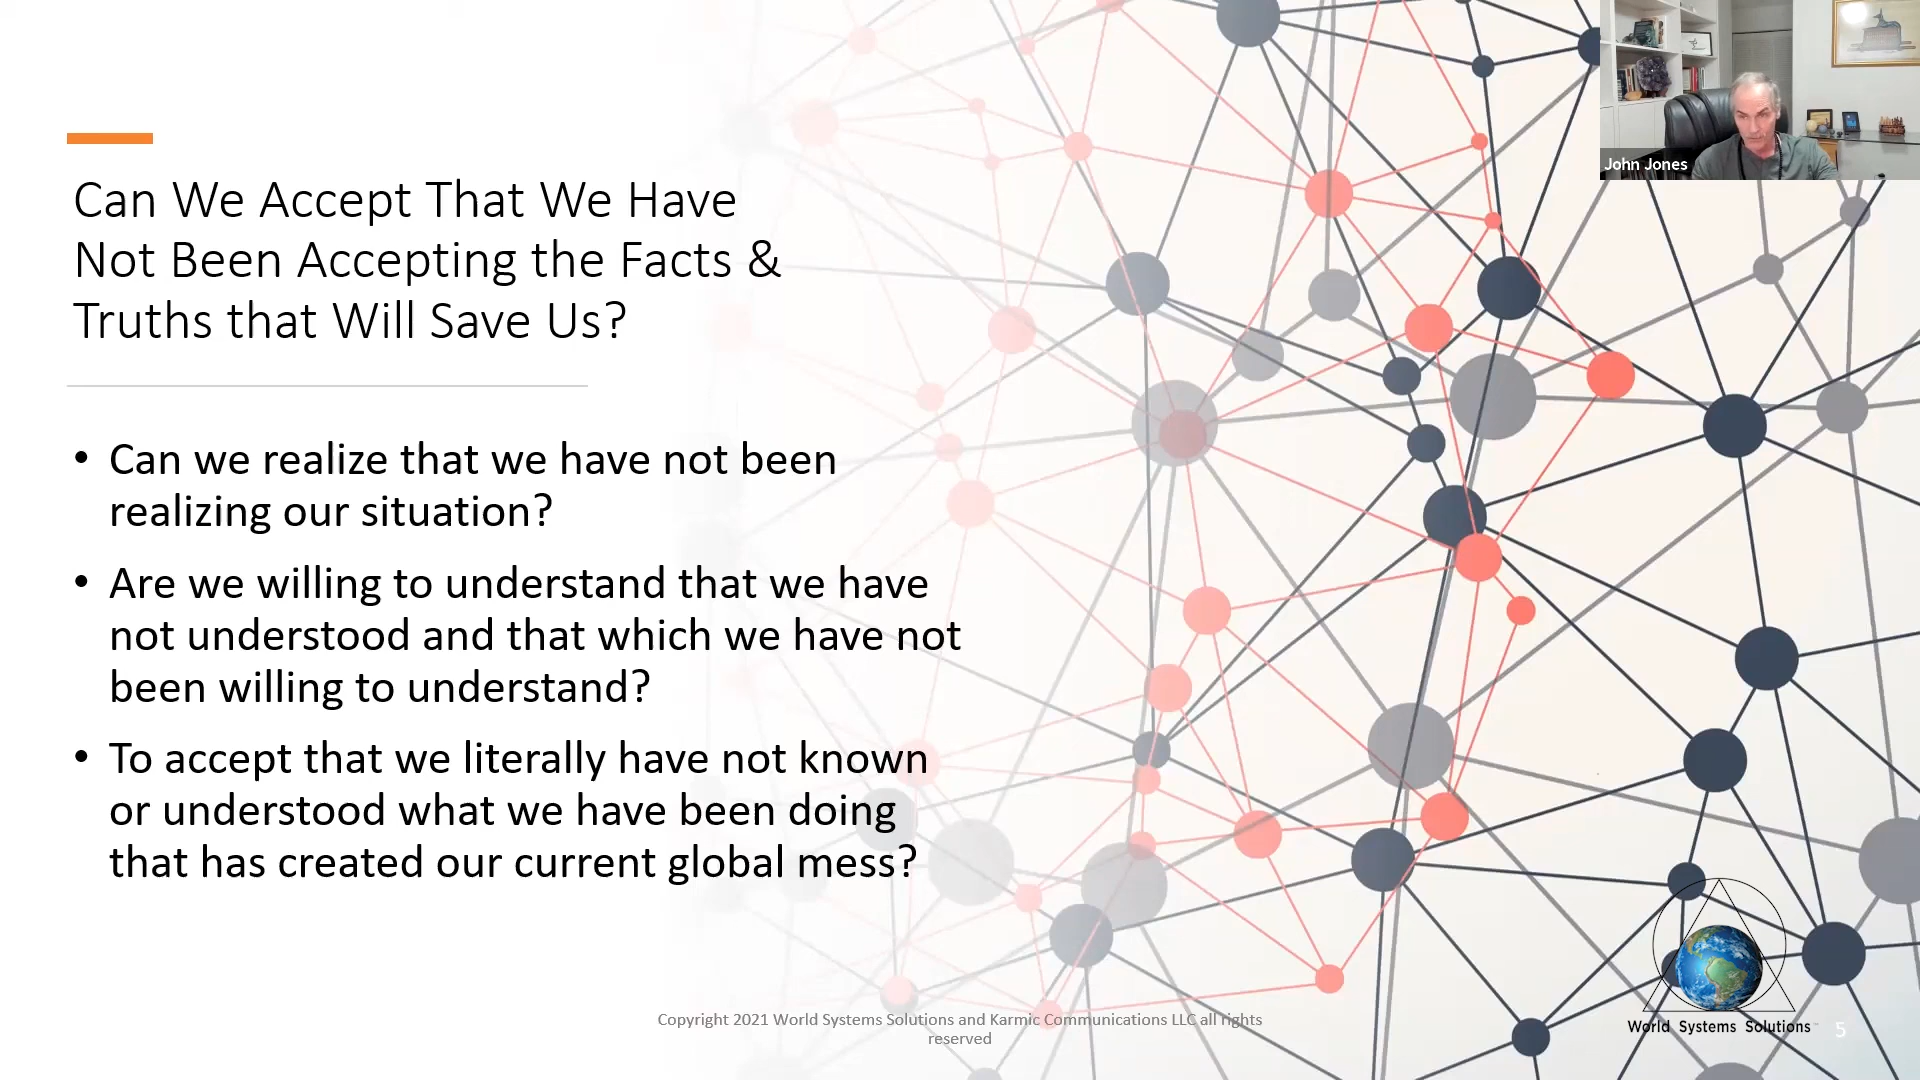 John Jones
Can We Accept That We Have
Not Been Accepting the Facts &
Truths that Will Save Us?
• Can we realize that we have not been
realizing our situation?
• Are we willing to understand that we have
not understood and that which we have not
been willing to understand?
• To accept that we literally have not known
or understood what we have been doing
that has created our current global mess?
Copyright 2021 World Systems Solutions and Karmic Communications LLC all rights
reserved
World Systems Solutions
5